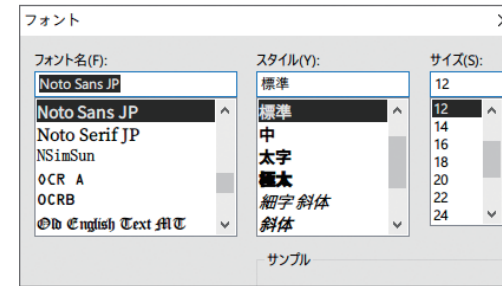 フォント
フォント名(F):
Noto Sans JP
Noto Sans JP
Noto Serif JP
NSimSun
OCR A
OCRB
Old English Text MT
スタイル(Y):
標準
標準
中
太字
極太
細字 斜体
斜体
サイズ(S):
12
12
14
16
18
20
22
24
サンプル